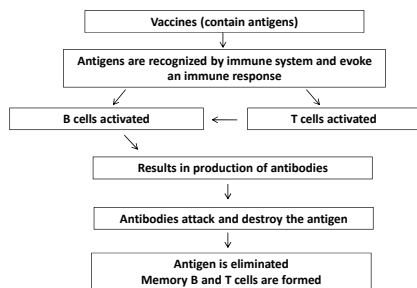 Vaccines (contain antigens)
Antigens are recognized by immune system and evoke
an immune response
B cells activated
T cells activated
Results in production of antibodies
Antibodies attack and destroy the antigen
Antigen is eliminated
Memory B and T cells are formed